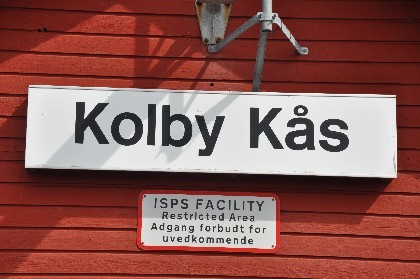 Kolby Kås
ISPS FACILITY
Restricted Area
Adgang forbudt for
uvedkommende